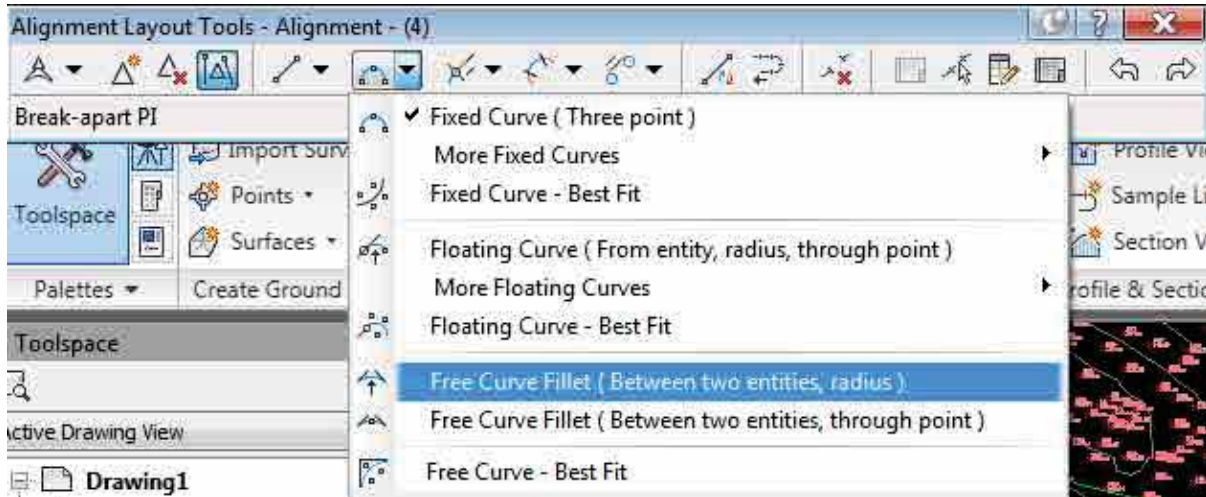 Alignment Layout Tools - Alignment - (4)
Break-apart PI
Fixed Curve ( Three point )
More Fixed Curves
Fixed Curve - Best Fit
Floating Curve ( From entity, radius, through point )
More Floating Curves
Floating Curve - Best Fit
Free Curve Fillet ( Between two entities, radius )
Free Curve Fillet ( Between two entities, through point )
Free Curve - Best Fit
Import Surv
Toolspace
Points
Surfaces
Palettes
Create Ground
Profile Vi
Sample Li
Section V
rofile & Sectio
Toolspace
ctive Drawing View
Drawing1